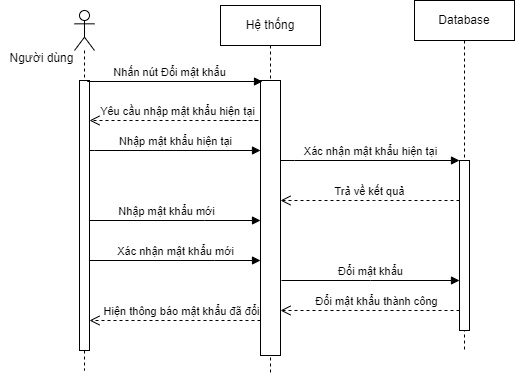 Database
Hệ thống
Người dùng
Nhấn nút Đổi mật khẩu
Yêu cầu nhập mật khẩu hiện tại
Nhập mật khẩu hiện tại
Xác nhận mật khẩu hiện tại
Trả về kết quả
Nhập mật khẩu mới
Xác nhận mật khẩu mới
Đổi mật khẩu
Đổi mật khẩu thành công
Hiện thông báo mật khẩu đã đổi